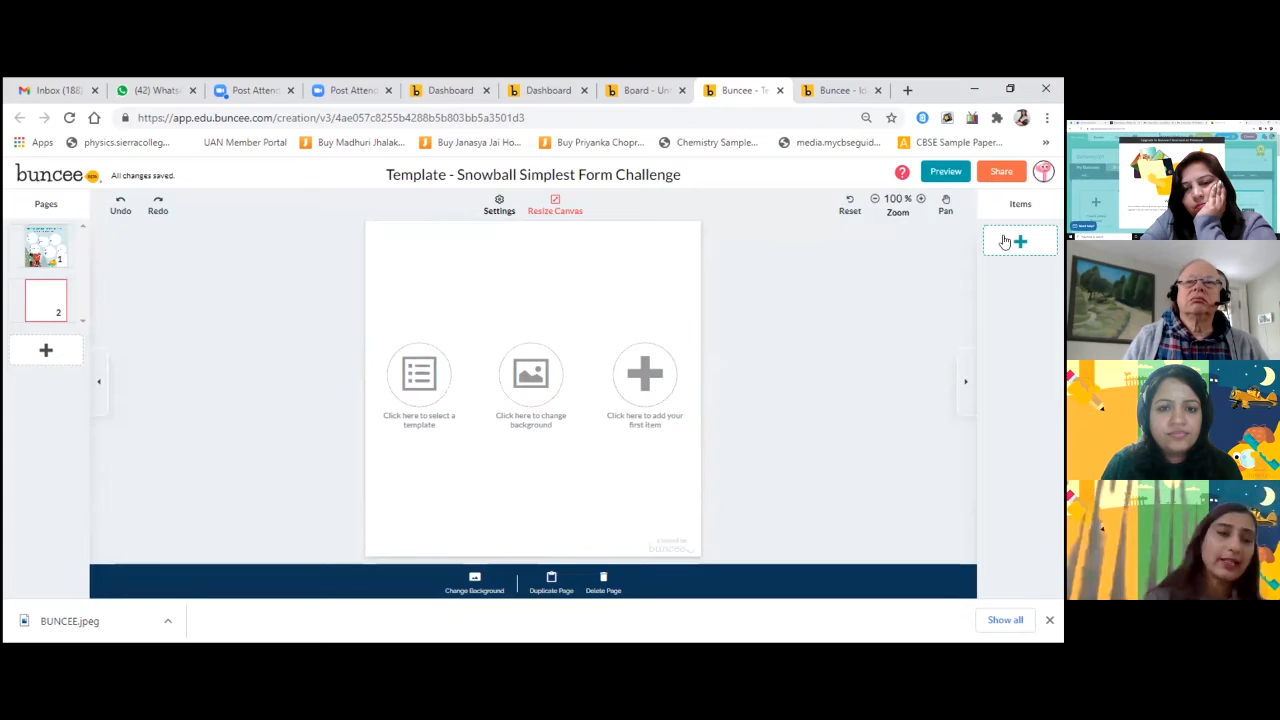 Inbox (188)
(42) Whats
Post Attend
Post Attend
Dashboard
Dashboard
Board - Un
Buncee - Te
Buncee - Id
https://app.edu.buncee.com/creation/v3/4ae057c8255b4288b5b803bb5a3501d3
Apps
physics.sierracolleg...
UAN Member Portal
Buy Madhuri Jhalak...
Buy Janasya Jei Ho...
Buy Priyanka Chopr...
Chemistry Sample...
media.mycbseguid...
CBSE Sample Paper...
buncee
All changes saved.
Template - Snowball Simplest Form Challenge
Preview
Share
Pages
Undo
Redo
Settings
Resize Canvas
Reset
100 %
Zoom
Pan
Items
1
2
Click here to select a
template
Click here to change
background
Click here to add your
first item
buncee
Change Background
Duplicate Page
Delete Page
BUNCEE.jpeg
Show all